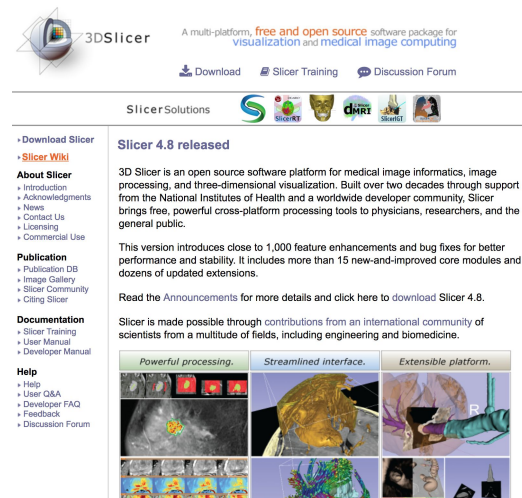 3DSlicer
A multi-platform, free and open source software package for
visualization and medical image computing
Download
Slicer Training
Discussion Forum
SlicerSolutions
SlicerRT
dMRI
SlicerIGT
Download Slicer
Slicer Wiki
About Slicer
Introduction
Acknowledgments
News
Contact Us
Licensing
Commercial Use
Publication
Publication DB
Image Gallery
Slicer Community
Citing Slicer
Documentation
Slicer Training
User Manual
Developer Manual
Help
Help
User Q&A
Developer FAQ
Feedback
Discussion Forum
Slicer 4.8 released
3D Slicer is an open source software platform for medical image informatics, image
processing, and three-dimensional visualization. Built over two decades through support
from the National Institutes of Health and a worldwide developer community, Slicer
brings free, powerful cross-platform processing tools to physicians, researchers, and the
general public.
This version introduces close to 1,000 feature enhancements and bug fixes for better
performance and stability. It includes more than 15 new-and-improved core modules and
dozens of updated extensions.
Read the Announcements for more details and click here to download Slicer 4.8.
Slicer is made possible through contributions from an international community of
scientists from a multitude of fields, including engineering and biomedicine.
Powerful processing.
Streamlined interface.
Extensible platform.
R